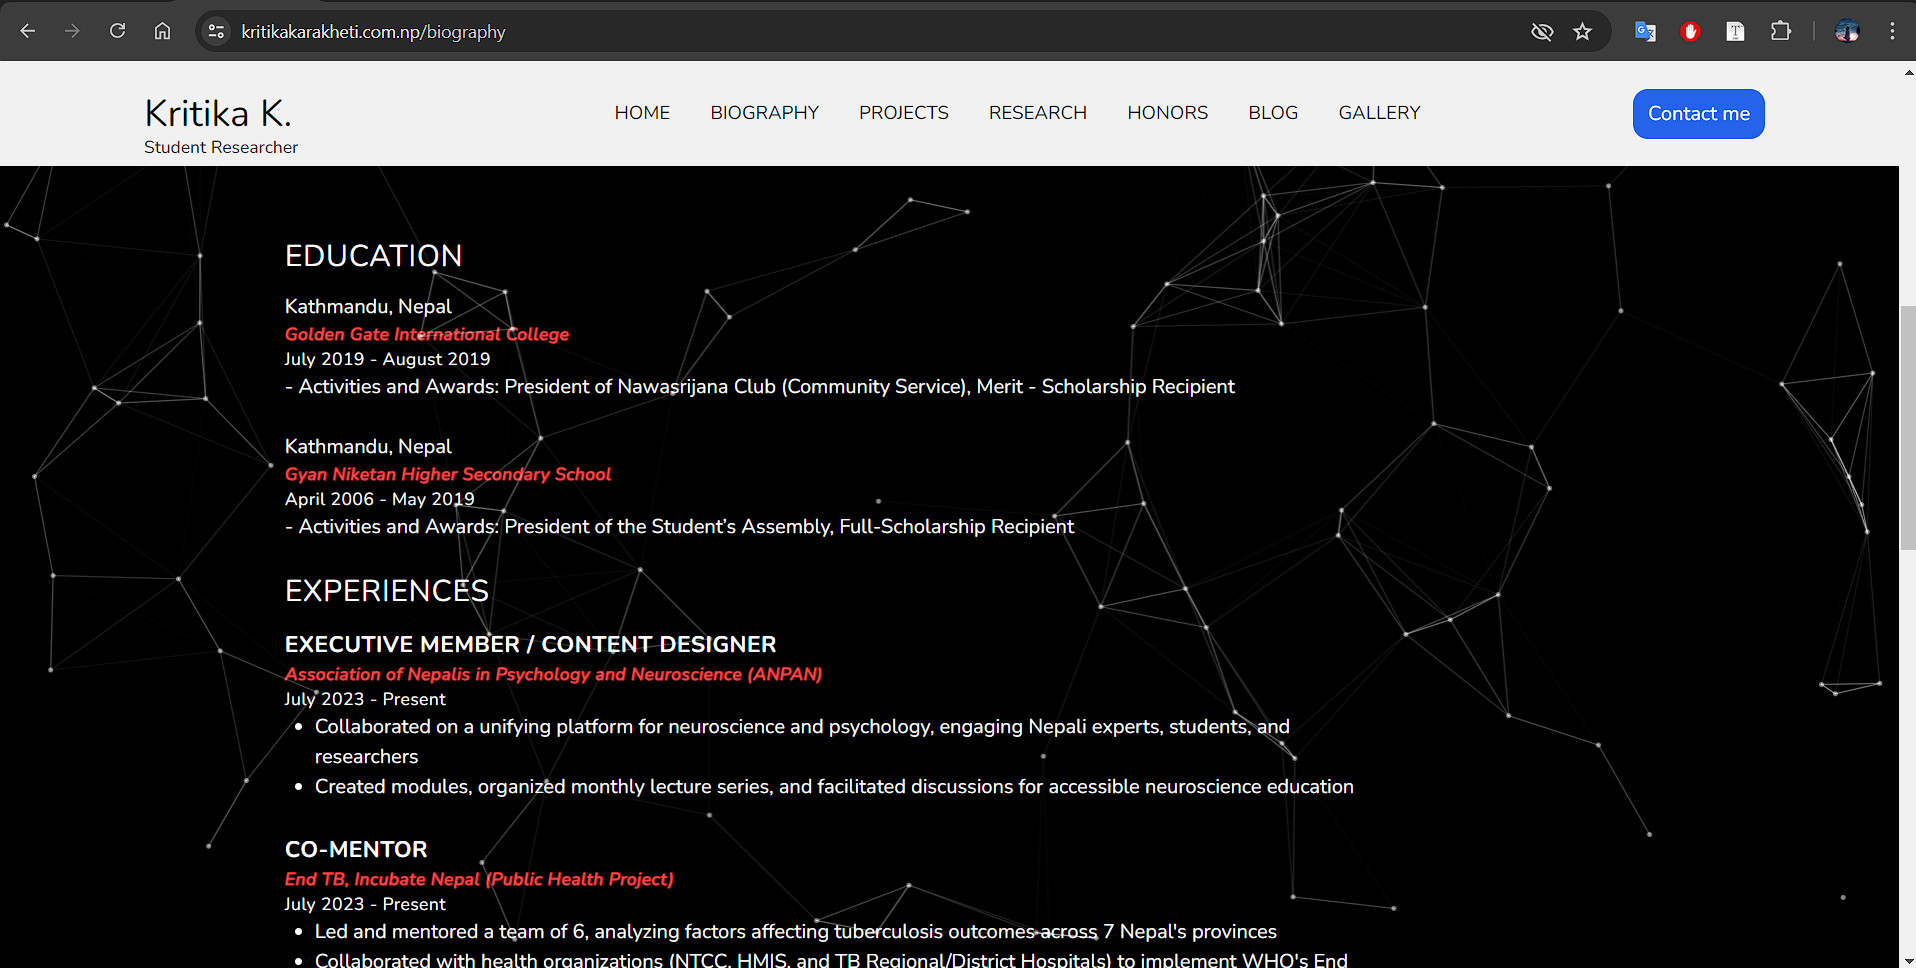 kritikakarakheti.com.np/biography
Kritika K.
Student Researcher
HOME
BIOGRAPHY
PROJECTS
RESEARCH
HONORS
BLOG
GALLERY
Contact me
EDUCATION
Kathmandu, Nepal
Golden Gate International College
July 2019 - August 2019
- Activities and Awards: President of Nawasrijana Club (Community Service), Merit - Scholarship Recipient
Kathmandu, Nepal
Gyan Niketan Higher Secondary School
April 2006 - May 2019
- Activities and Awards: President of the Student’s Assembly, Full-Scholarship Recipient
EXPERIENCES
EXECUTIVE MEMBER / CONTENT DESIGNER
Association of Nepalis in Psychology and Neuroscience (ANPAN)
July 2023 - Present
• Collaborated on a unifying platform for neuroscience and psychology, engaging Nepali experts, students, and
researchers
• Created modules, organized monthly lecture series, and facilitated discussions for accessible neuroscience education
CO-MENTOR
End TB, Incubate Nepal (Public Health Project)
July 2023 - Present
• Led and mentored a team of 6, analyzing factors affecting tuberculosis outcomes across 7 Nepal's provinces
• Collaborated with health organizations (NTCC, HMIS, and TB Regional/District Hospitals) to implement WHO's End